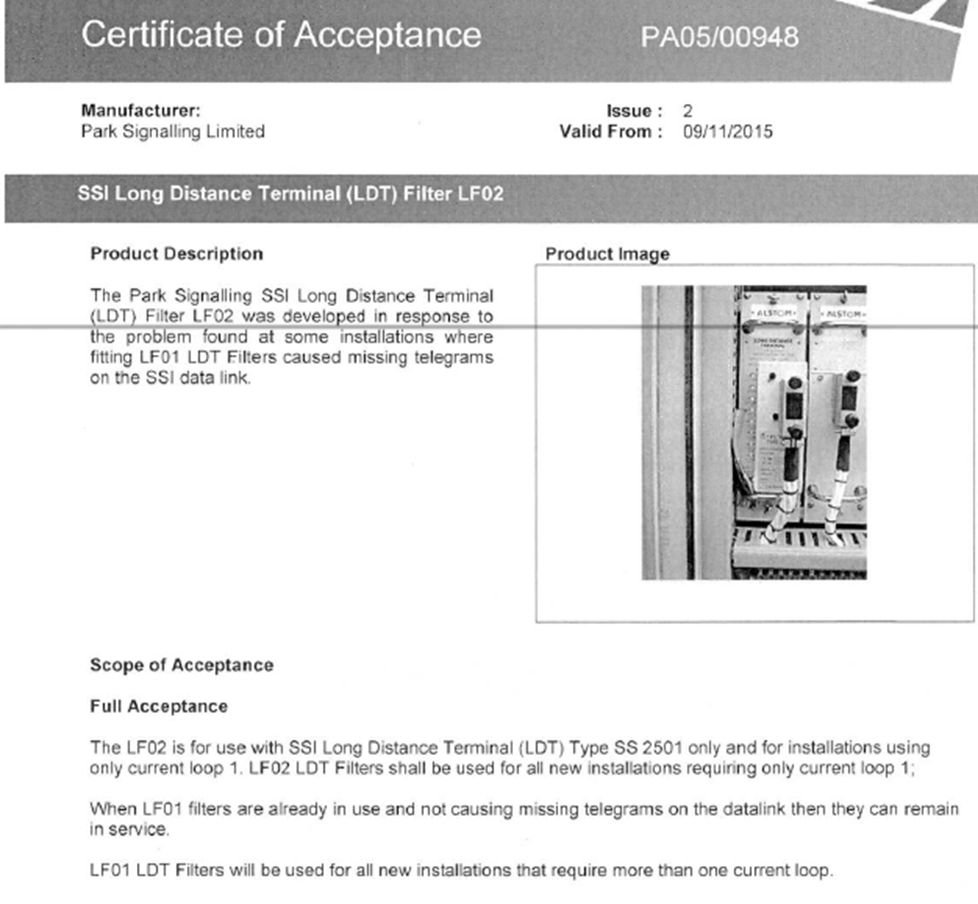 Certificate of Acceptance PA05/00948
Manufacturer: Issue : 2
Park Signalling Limited Valid From : 09/11/2015
SSI Long Distance Terminal (LDT) Filter LF02
Product Description Product Image
The Park Signalling SSI Long Distance Terminal
(LDT) Filter LF02 was developed in response to
the problem found at some installations where
fitting LF01 LDT Filters caused missing telegrams
on the SSI data link.
ALSTOM ALSTOM
LONG DISTANCE
TERMINAL
Scope of Acceptance
Full Acceptance
The LF02 is for use with SSI Long Distance Terminal (LDT) Type SS 2501 only and for installations using
only current loop 1. LF02 LDT Filters shall be used for all new installations requiring only current loop 1;
When LF01 filters are already in use and not causing missing telegrams on the datalink then they can remain
in service.
LF01 LDT Filters will be used for all new installations that require more than one current loop.